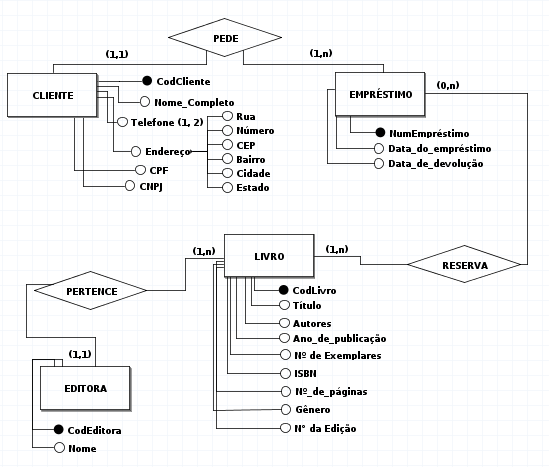 PEDE
(1,1)
(1,n)
CLIENTE
CodCliente
Nome_Completo
Telefone (1, 2)
Endereço
Rua
Número
CEP
Bairro
Cidade
Estado
CPF
CNPJ
EMPRÉSTIMO
(0,n)
NumEmpréstimo
Data_do_empréstimo
Data_de_devolução
(1,n)
LIVRO
(1,n)
RESERVA
PERTENCE
CodLivro
Título
Autores
Ano_de_publicação
Nº de Exemplares
ISBN
Nº_de_páginas
Gênero
N° da Edição
(1,1)
EDITORA
CodEditora
Nome